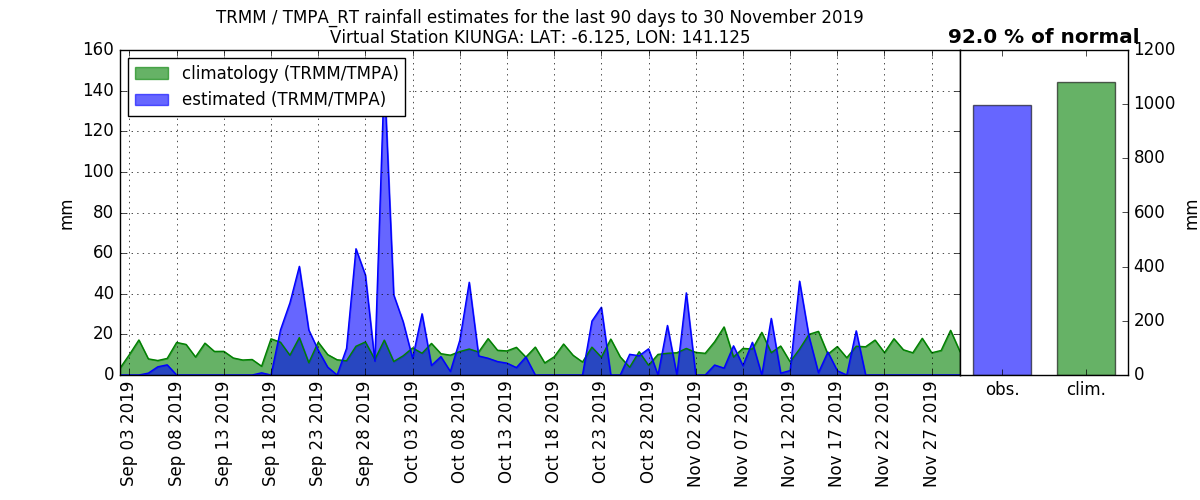 TRMM / TMPA_RT rainfall estimates for the last 90 days to 30 November 2019
Virtual Station KIUNGA: LAT: -6.125, LON: 141.125
92.0 % of normal
climatology (TRMM/TMPA)
estimated (TRMM/TMPA)
mm
160
140
120
100
80
60
40
20
0
1200
1000
800
600
400
200
0
mm
Sep 03 2019
Sep 08 2019
Sep 13 2019
Sep 18 2019
Sep 23 2019
Sep 28 2019
Oct 03 2019
Oct 08 2019
Oct 13 2019
Oct 18 2019
Oct 23 2019
Oct 28 2019
Nov 02 2019
Nov 07 2019
Nov 12 2019
Nov 17 2019
Nov 22 2019
Nov 27 2019
obs.
clim.